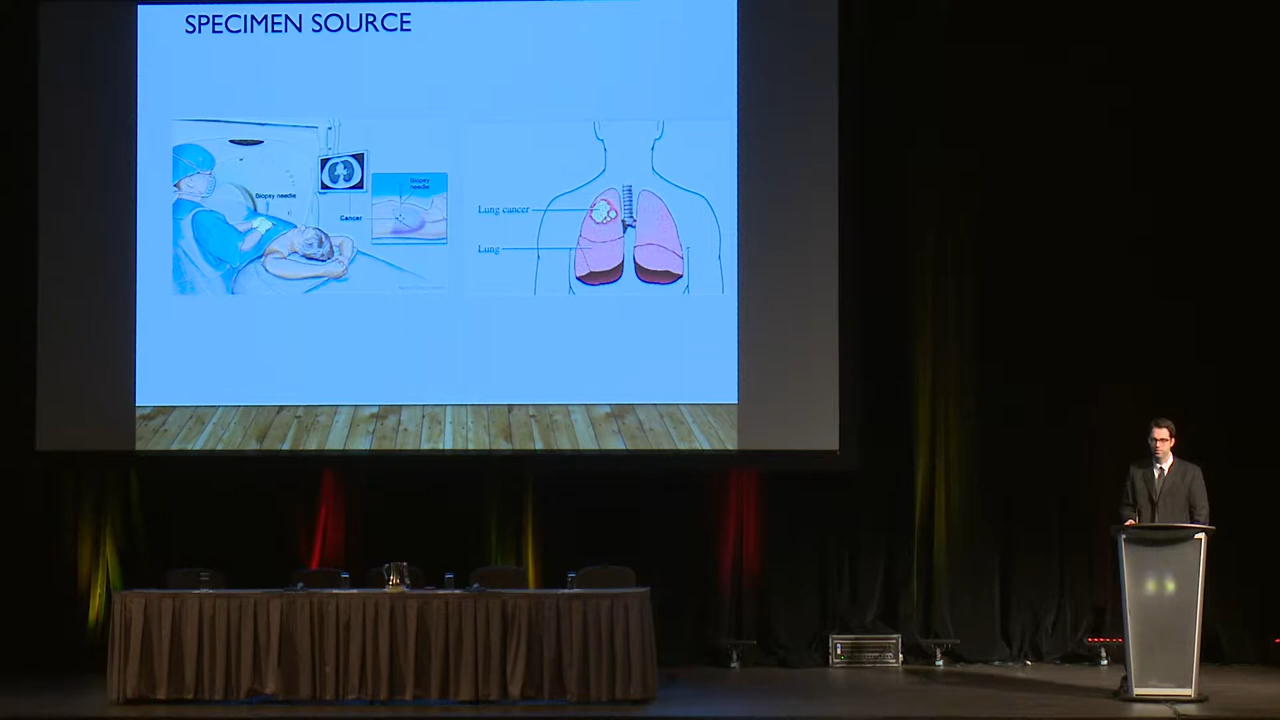 SPECIMEN SOURCE
Biopsy needle
Cancer
Biopsy
needle
Lung cancer
Lung